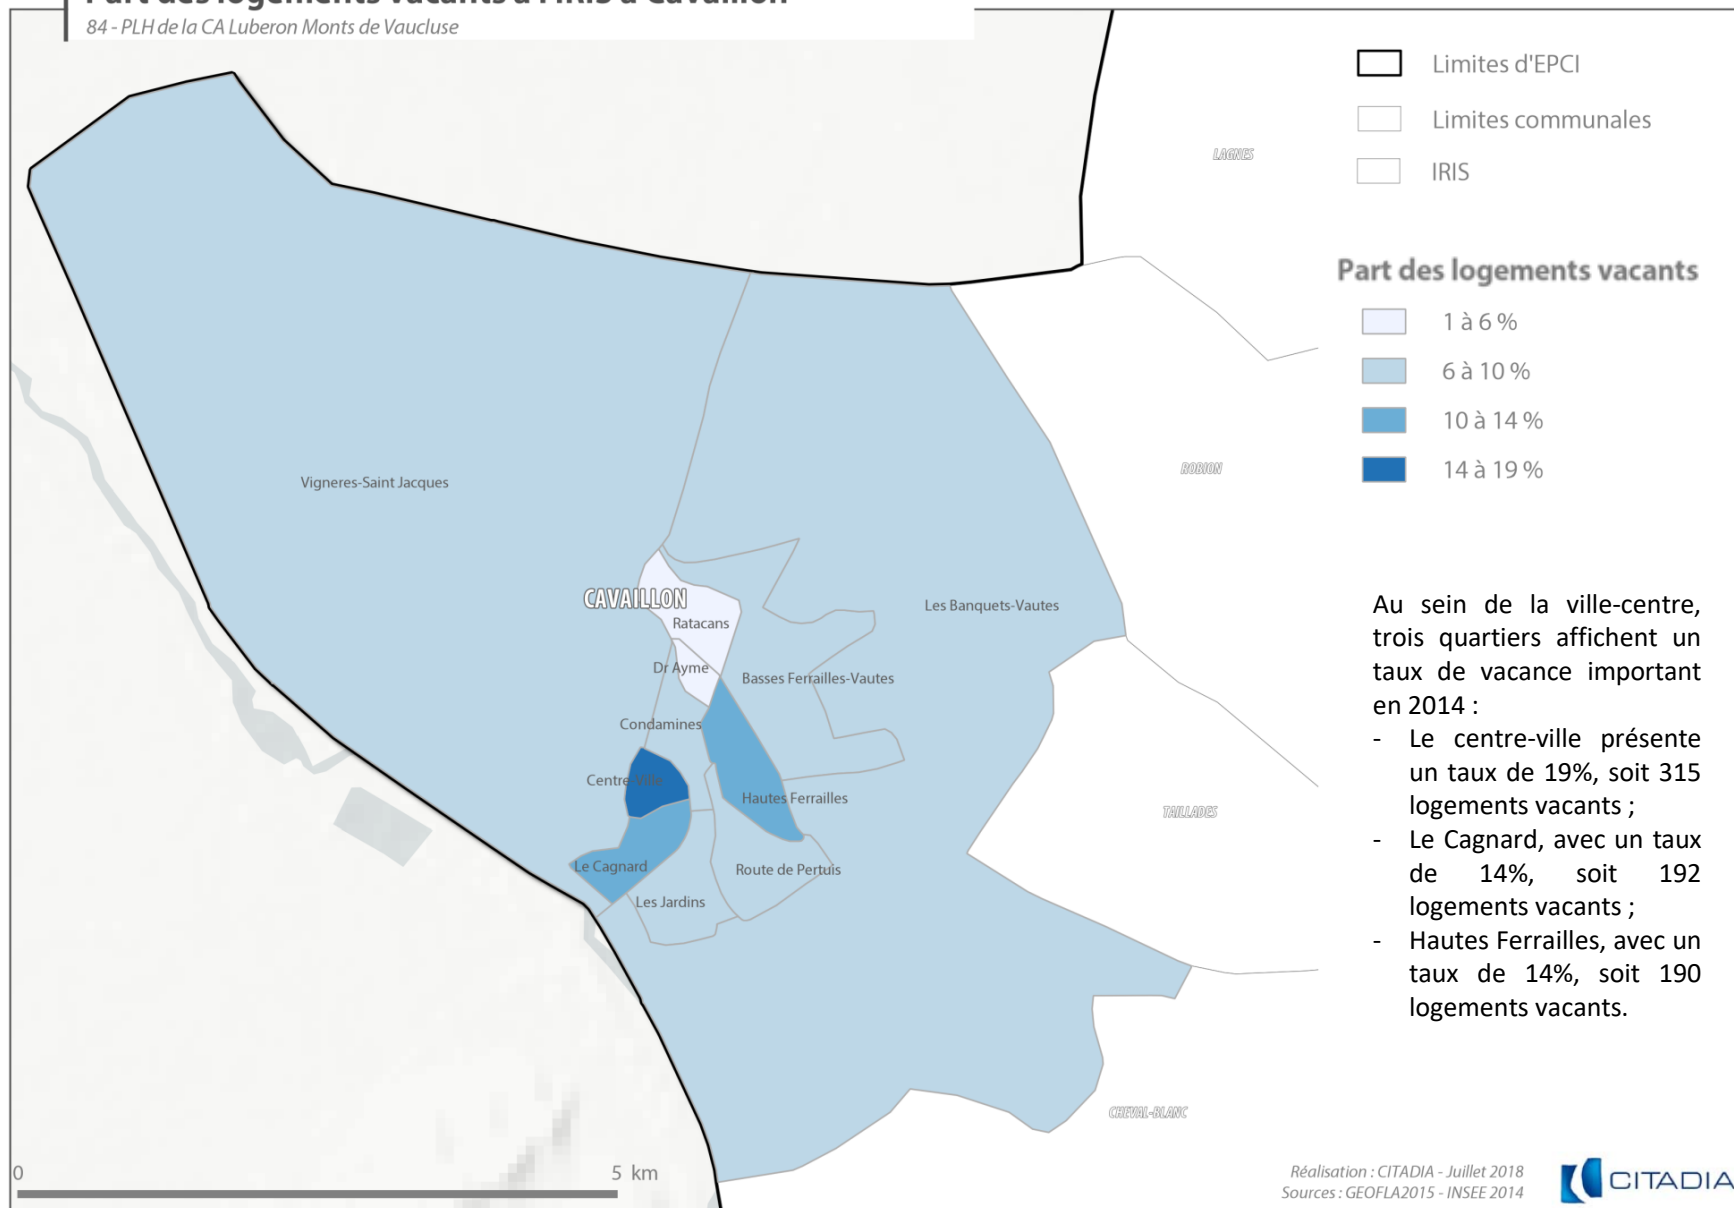 Part des logements vacants à l'IRIS à Cavaillon
84 - PLH de la CA Luberon Monts de Vaucluse
Limites d'EPCI
Limites communales
IRIS
Part des logements vacants
1 à 6 %
6 à 10 %
10 à 14 %
14 à 19 %
LAGNES
ROBION
TAILLADES
CHEVAL-BLANC
Vigneres-Saint Jacques
CAVAILLON
Ratacans
Les Banquets-Vautes
Dr Ayme
Basses Ferrailles-Vautes
Condamines
Centre Ville
Hautes Ferrailles
Le Cagnard
Route de Pertuis
Les Jardins
Au sein de la ville-centre,
trois quartiers affichent un
taux de vacance important
en 2014 :
- Le centre-ville présente
un taux de 19%, soit 315
logements vacants ;
- Le Cagnard, avec un taux
de 14%, soit 192
logements vacants ;
- Hautes Ferrailles, avec un
taux de 14%, soit 190
logements vacants.
0 5 km
Réalisation : CITADIA - Juillet 2018
Sources : GEOFLA2015 - INSEE 2014
CITADIA